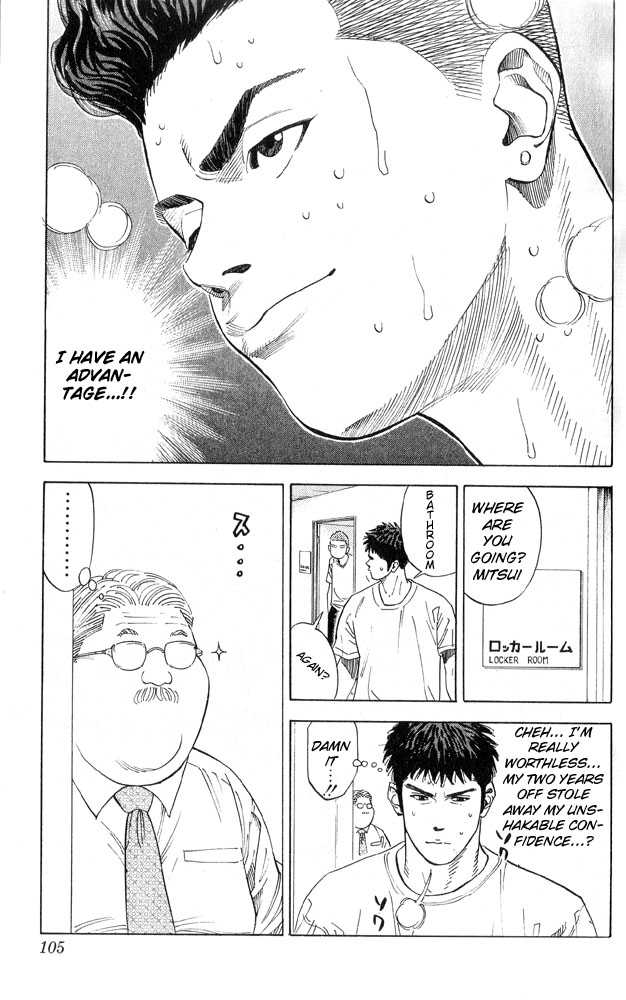 I HAVE AN
ADVAN-
TAGE...!!
WHERE
ARE
YOU
GOING?
MITSUI
ロッカールーム
LOCKER ROOM
BATHROOM
AGAIN?
CHEH... I'M
REALLY
WORTHLESS...
MY TWO YEARS
OFF STOLE
AWAY MY UNS-
HAKABLE CON-
FIDENCE...?
DAMN
IT
...!!
ス...
.........
105